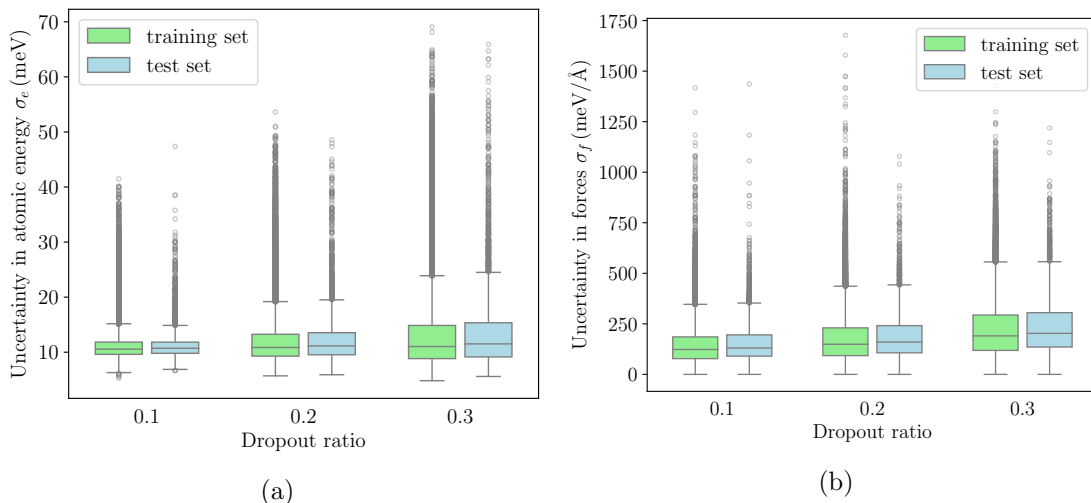 70
60
50
40
30
20
10
Uncertainty in atomic energy σ_e (meV)
training set
test set
0.1 0.2 0.3
Dropout ratio
(a)
1750
1500
1250
1000
750
500
250
0
Uncertainty in forces σ_f (meV/Å)
training set
test set
0.1 0.2 0.3
Dropout ratio
(b)